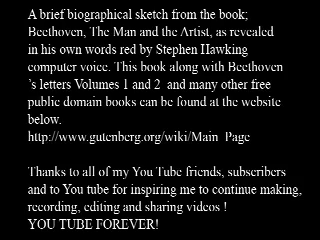 A brief biographical sketch from the book;
Beethoven, The Man and the Artist, as revealed
in his own words red by Stephen Hawking
computer voice. This book along with Beethoven
’s letters Volumes 1 and 2  and many other free
public domain books can be found at the website
below.
http://www.gutenberg.org/wiki/Main_Page

Thanks to all of my You Tube friends, subscribers
and to You tube for inspiring me to continue making,
recording, editing and sharing videos !
YOU TUBE FOREVER!